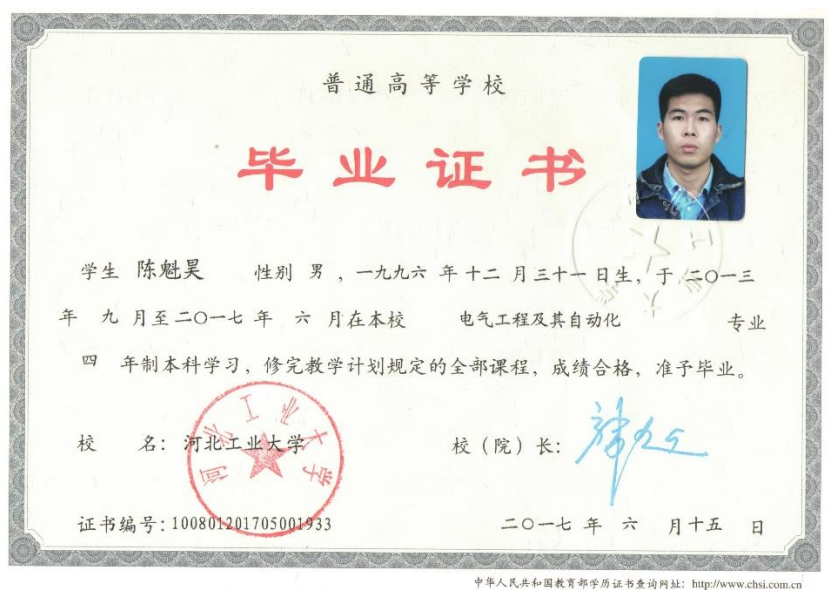 普通高等学校
毕业证书
学生 陈魁昊 性别 男，一九九六 年 十二 月 三十一 日生，于 二〇一三
年 九 月至 二〇一七 年 六 月在本校 电气工程及其自动化 专业
四 年制本科学习，修完教学计划规定的全部课程，成绩合格，准予毕业。
校 名：河北工业大学 校（院）长：
河北工业大学
证书编号：100801201705001933 二〇一七 年 六 月 十五 日
中华人民共和国教育部学历证书查询网址：http://www.chsi.com.cn